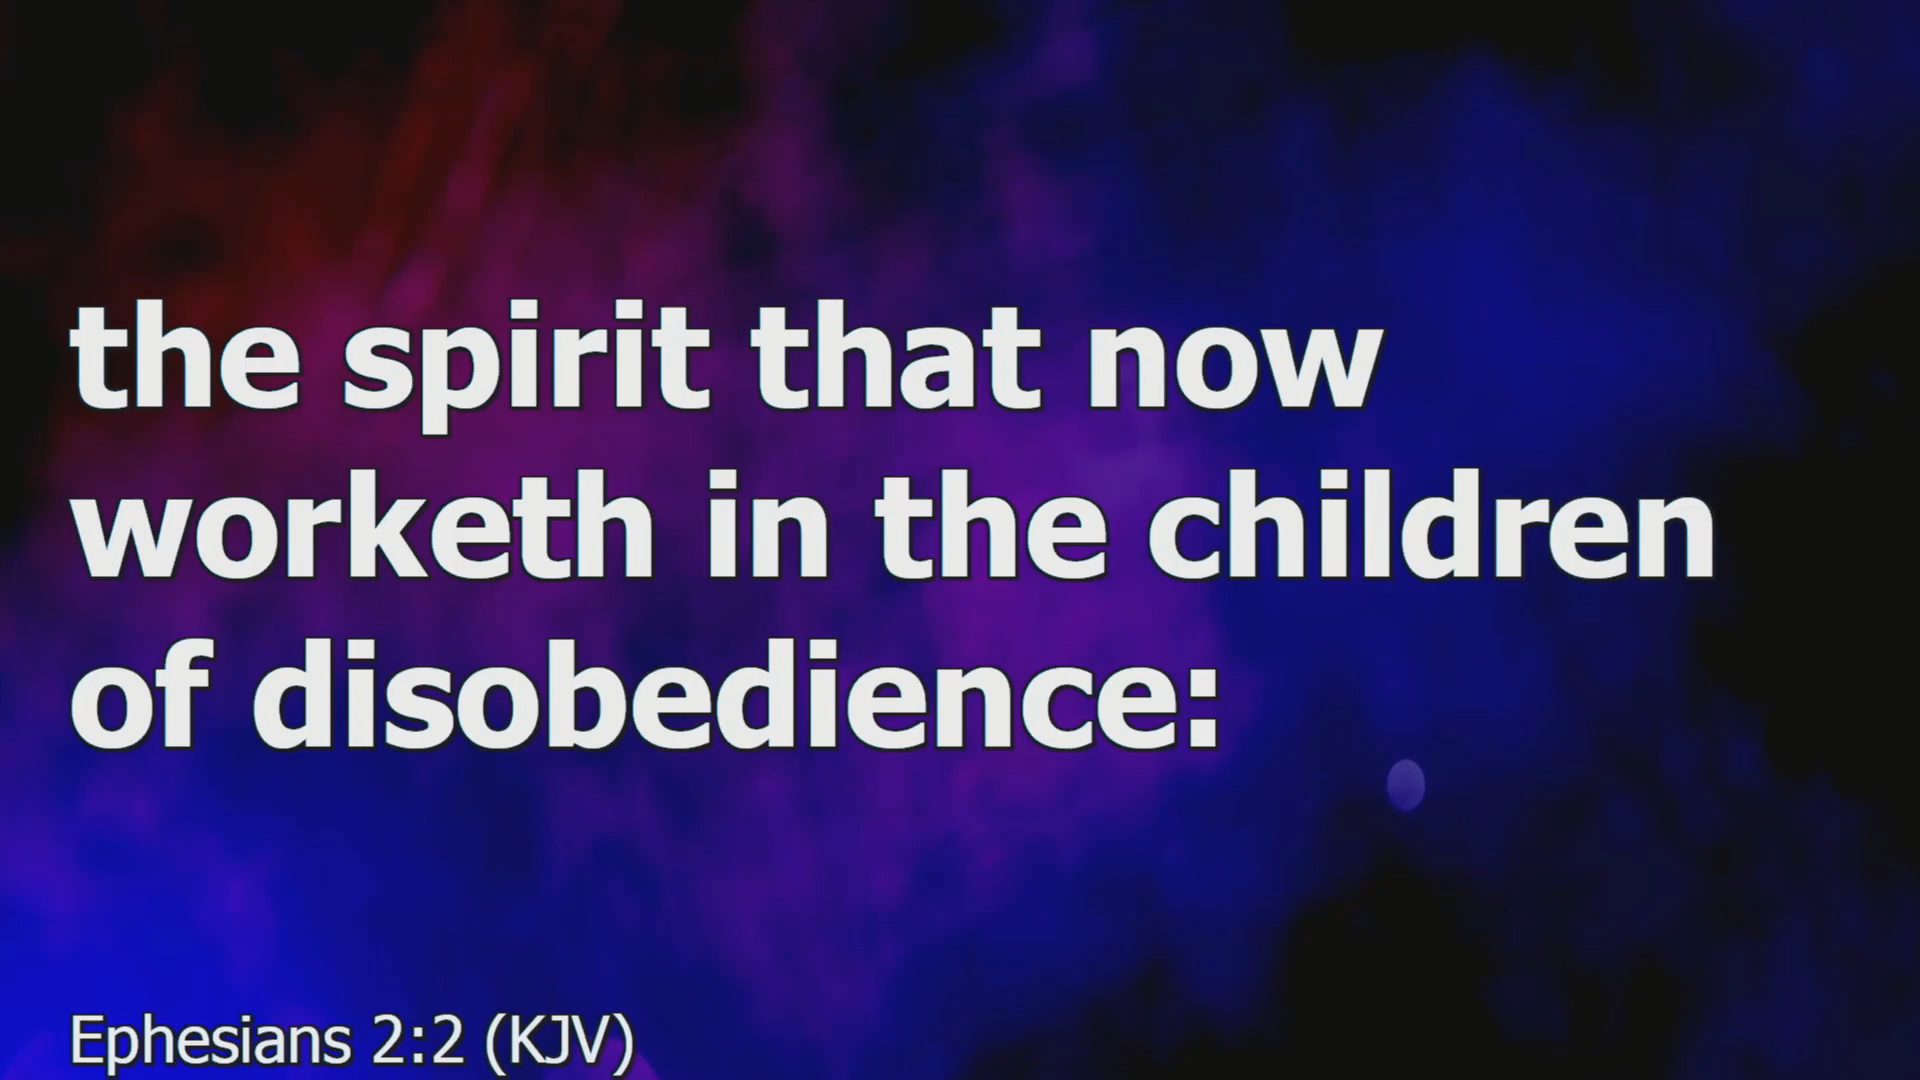 the spirit that now
worketh in the children
of disobedience:
Ephesians 2:2 (KJV)